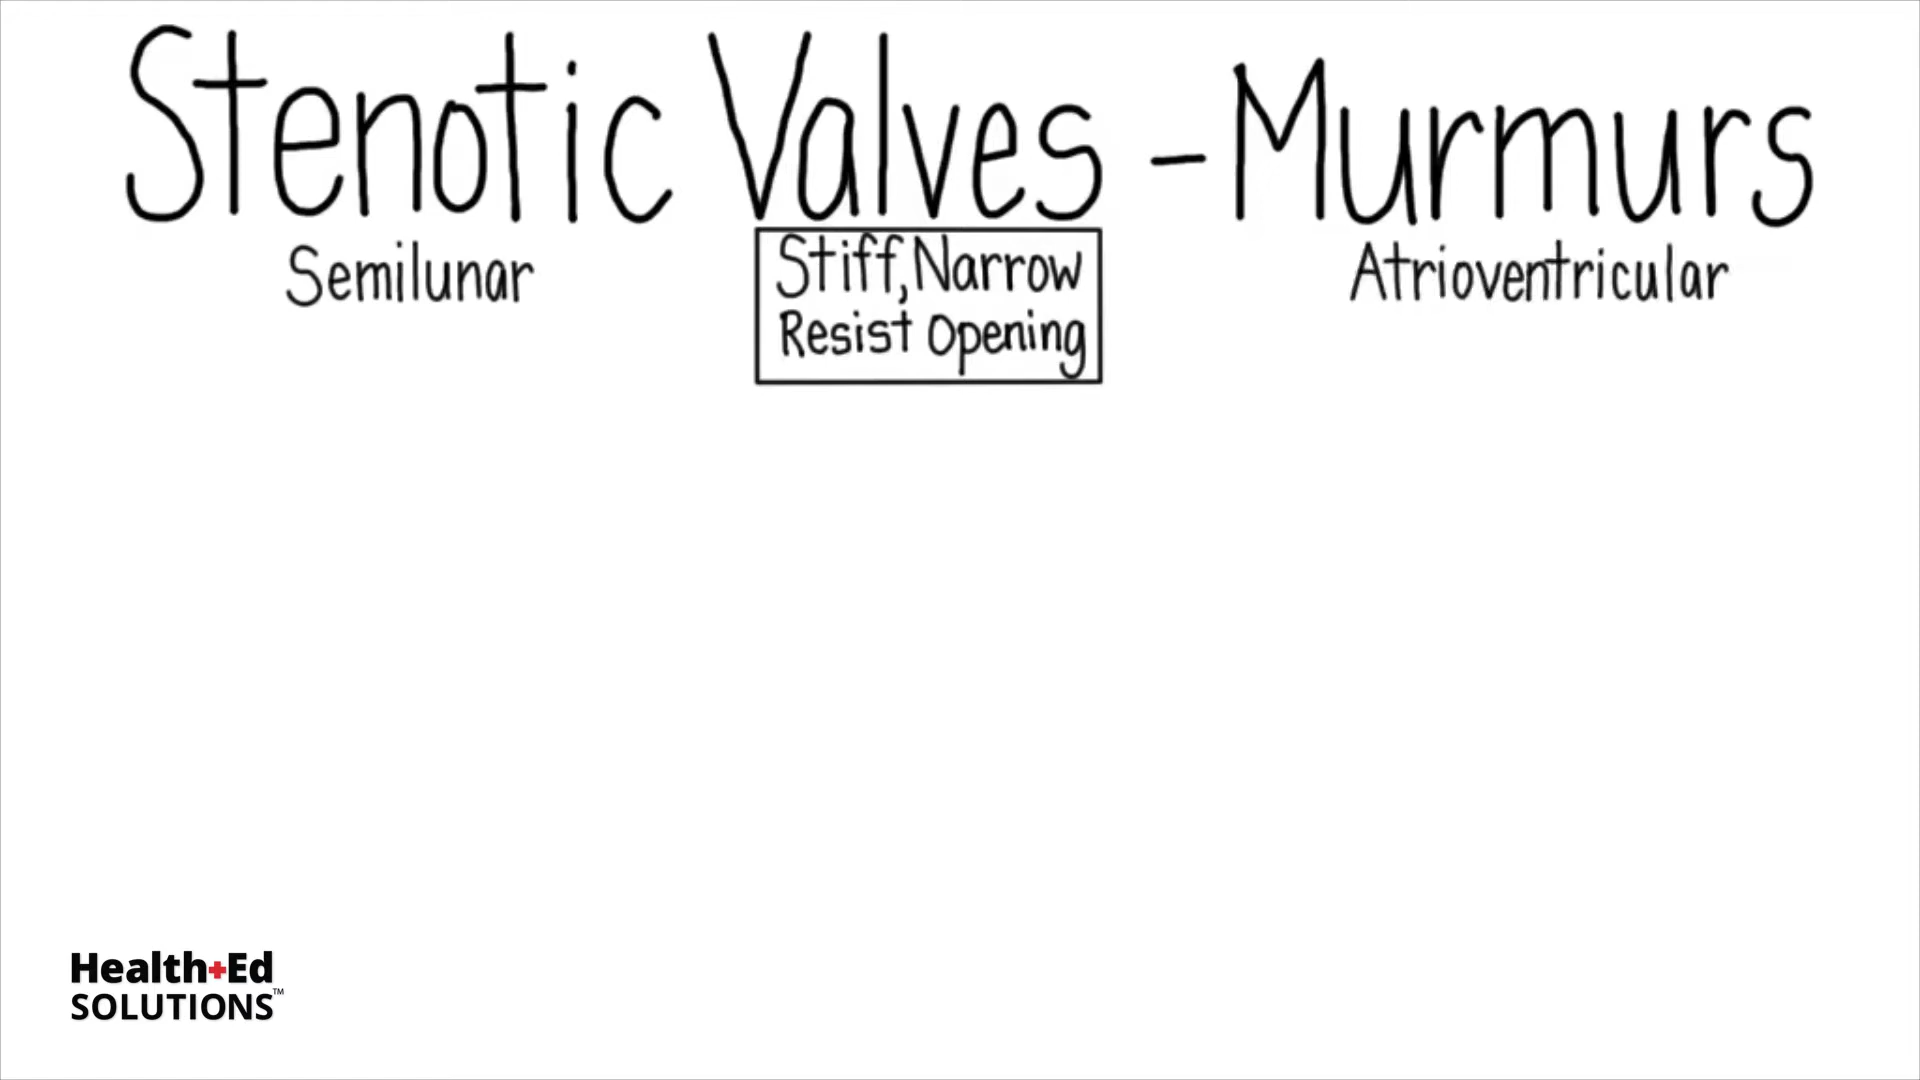 Stenotic Valves - Murmurs
Semilunar
Stiff, Narrow
Resist Opening
Atrioventricular
Health+Ed
SOLUTIONS™